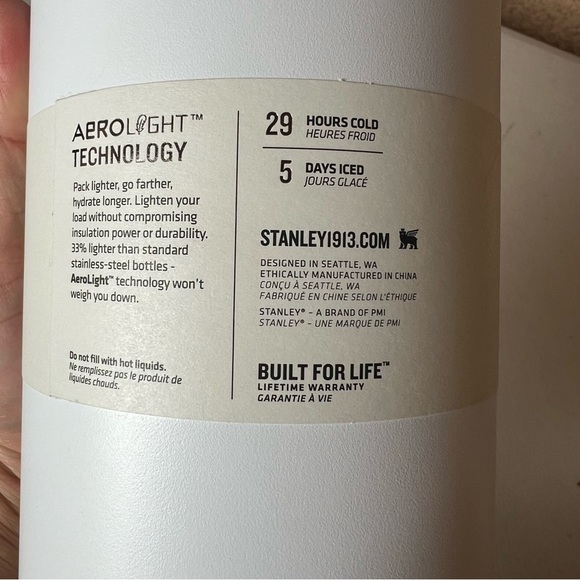 AEROLIGHT™
TECHNOLOGY
Pack lighter, go farther,
hydrate longer. Lighten your
load without compromising
insulation power or durability.
33% lighter than standard
stainless-steel bottles -
AeroLight™ technology won't
weigh you down.
Do not fill with hot liquids.
Ne remplissez pas le produit de
liquides chauds.
29 HOURS COLD
HEURES FROID
5 DAYS ICED
JOURS GLACÉ
STANLEY1913.COM
DESIGNED IN SEATTLE, WA
ETHICALLY MANUFACTURED IN CHINA
CONÇU À SEATTLE, WA
FABRIQUÉ EN CHINE SELON L'ÉTHIQUE
STANLEY® – A BRAND OF PMI
STANLEY® – UNE MARQUE DE PMI
BUILT FOR LIFE™
LIFETIME WARRANTY
GARANTIE À VIE